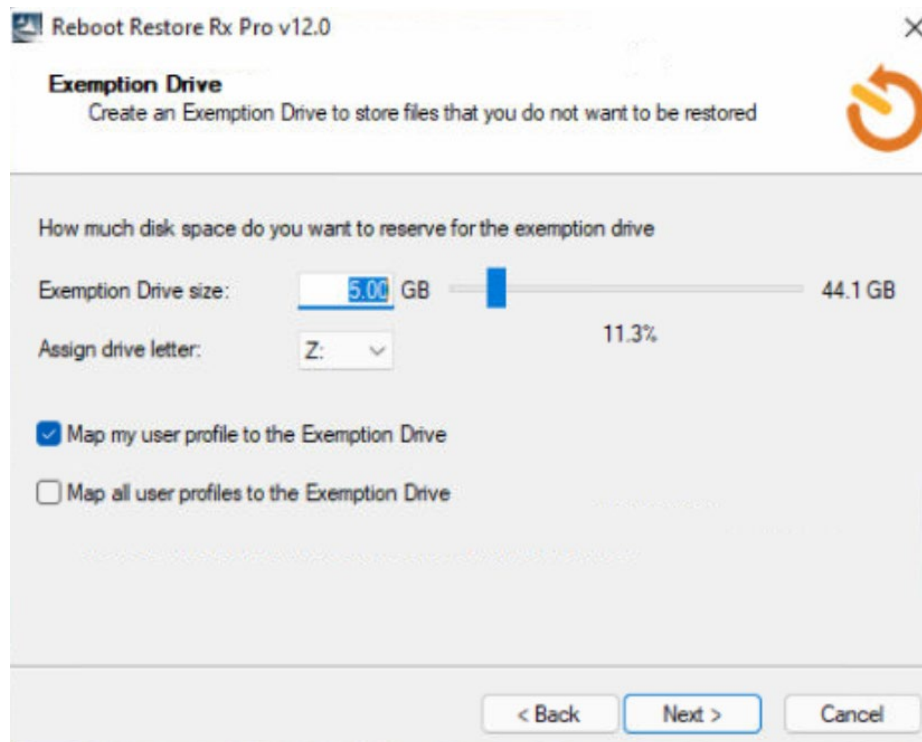 Reboot Restore Rx Pro v12.0
Exemption Drive
Create an Exemption Drive to store files that you do not want to be restored
How much disk space do you want to reserve for the exemption drive
Exemption Drive size: 5.00 GB 44.1 GB
11.3%
Assign drive letter: Z:
Map my user profile to the Exemption Drive
Map all user profiles to the Exemption Drive
< Back Next > Cancel